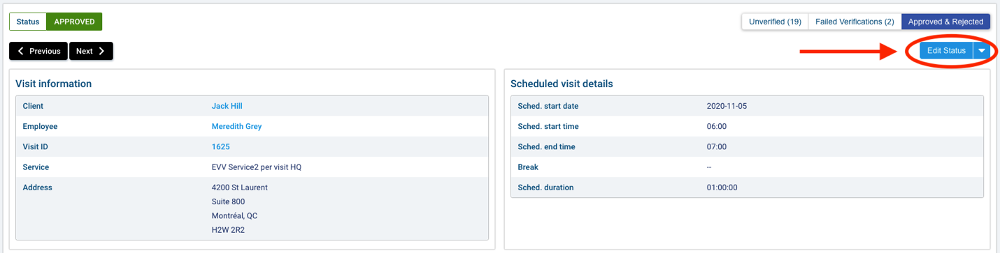 Status APPROVED Unverified (19) Failed Verifications (2) Approved & Rejected
Previous Next Edit Status
Visit information
Client Jack Hill
Employee Meredith Grey
Visit ID 1625
Service EVV Service2 per visit HQ
Address 4200 St Laurent
Suite 800
Montréal, QC
H2W 2R2
Scheduled visit details
Sched. start date 2020-11-05
Sched. start time 06:00
Sched. end time 07:00
Break --
Sched. duration 01:00:00